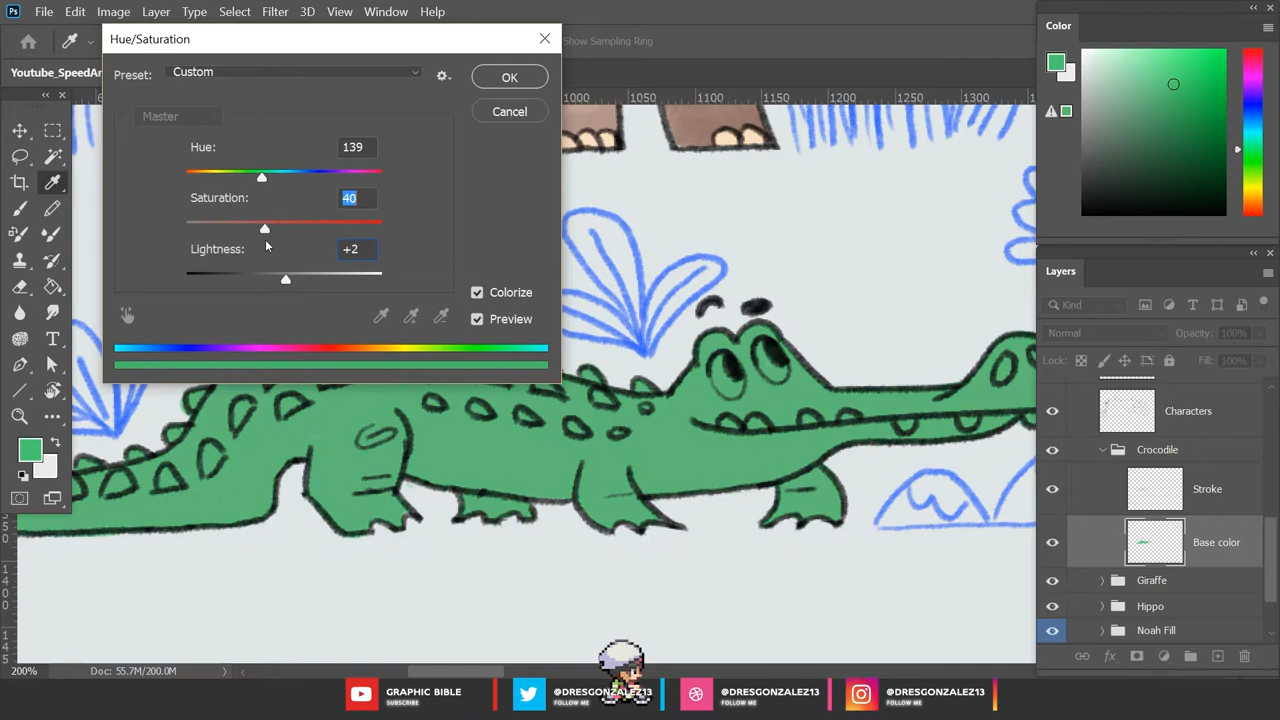 Ps File Edit Image Layer Type Select Filter 3D View Window Help
Show Sampling Ring
Hue/Saturation
Preset: Custom
OK
Cancel
Master
Hue: 139
Saturation: 40
Lightness: +2
Colorize
Preview
Youtube_SpeedAr
1000 1050 1100 1150 1200 1250 1300
Color
Layers
Kind
Normal Opacity: 100%
Lock: Fill: 100%
Characters
Crocodile
Stroke
Base color
Giraffe
Hippo
Noah Fill
200% Doc: 55.7M/200.0M
GRAPHIC BIBLE
SUBSCRIBE
@DRESGONZALEZ13
FOLLOW ME
@DRESGONZALEZ13
FOLLOW ME
@DRESGONZALEZ13
FOLLOW ME